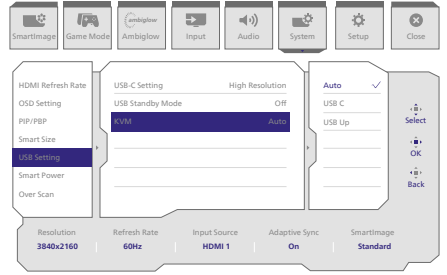 SmartImage
Game Mode
ambiglow
Ambiglow
Input
Audio
System
Setup
Close
HDMI Refresh Rate
OSD Setting
PIP/PBP
Smart Size
USB Setting
Smart Power
Over Scan
USB-C Setting High Resolution
USB Standby Mode Off
KVM Auto
Auto
USB C
USB Up
Select
OK
Back
Resolution Refresh Rate Input Source Adaptive Sync SmartImage
3840x2160 60Hz HDMI 1 On Standard